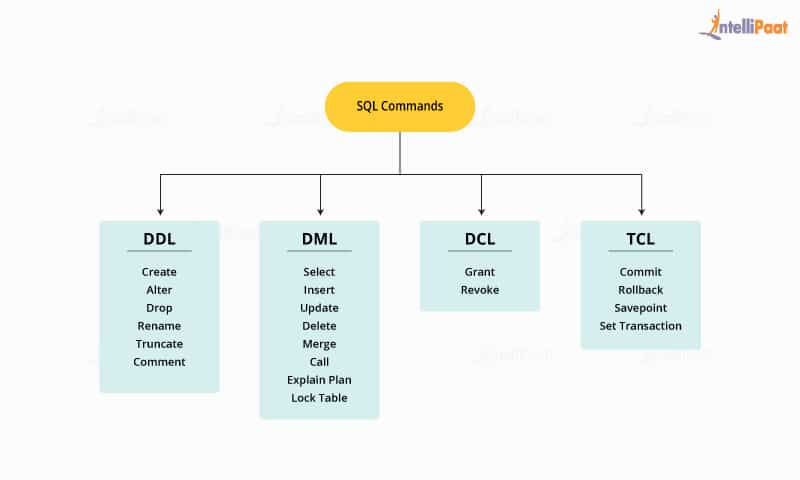 IntelliPaat
SQL Commands
DDL
Create
Alter
Drop
Rename
Truncate
Comment
DML
Select
Insert
Update
Delete
Merge
Call
Explain Plan
Lock Table
DCL
Grant
Revoke
TCL
Commit
Rollback
Savepoint
Set Transaction